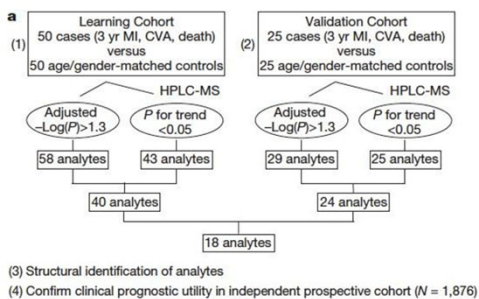 a
(1)
Learning Cohort
50 cases (3 yr MI, CVA, death)
versus
50 age/gender-matched controls
HPLC-MS
Adjusted
–Log(P)>1.3
P for trend
<0.05
58 analytes
43 analytes
40 analytes
(2)
Validation Cohort
25 cases (3 yr MI, CVA, death)
versus
25 age/gender-matched controls
HPLC-MS
Adjusted
–Log(P)>1.3
P for trend
<0.05
29 analytes
25 analytes
24 analytes
18 analytes
(3) Structural identification of analytes
(4) Confirm clinical prognostic utility in independent prospective cohort (N = 1,876)